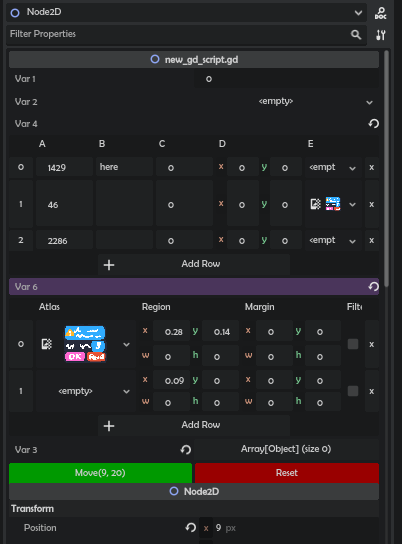 Node2D
DOC
Filter Properties
new_gd_script.gd
Var 1 0
Var 2 <empty>
Var 4
A B C D E
0 1429 here 0 x 0 y 0 <empt x
1 46 0 x 0 y 0 x
2 2286 0 x 0 y 0 <empt x
+ Add Row
Var 6
Atlas Region Margin Filte
0 x 0.28 y 0.14 x 0 y 0 x
w 0 h 0 w 0 h 0
1 <empty> x 0.09 y 0 x 0 y 0 x
w 0 h 0 w 0 h 0
+ Add Row
Var 3 Array[Object] (size 0)
Move(9, 20) Reset
Node2D
Transform
Position x 9 px